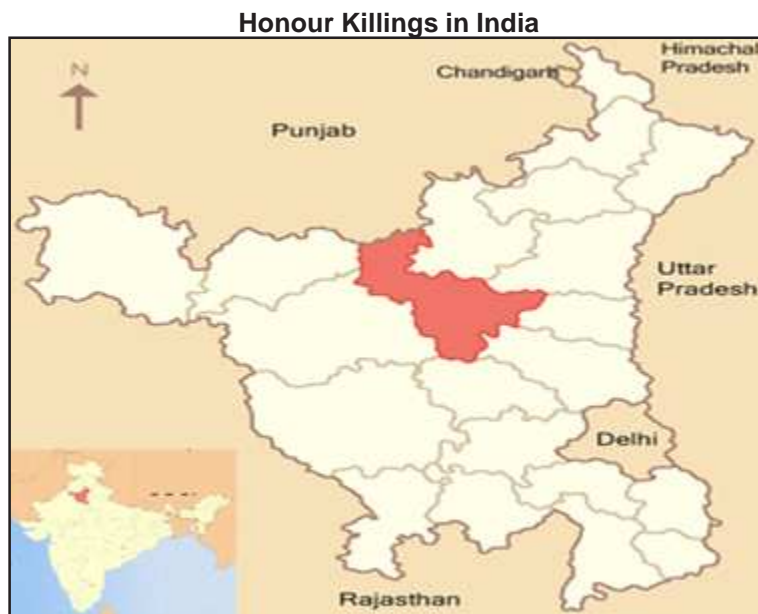 Honour Killings in India
Himachal
Pradesh
Chandigarh
N
Punjab
Uttar
Pradesh
Delhi
Rajasthan